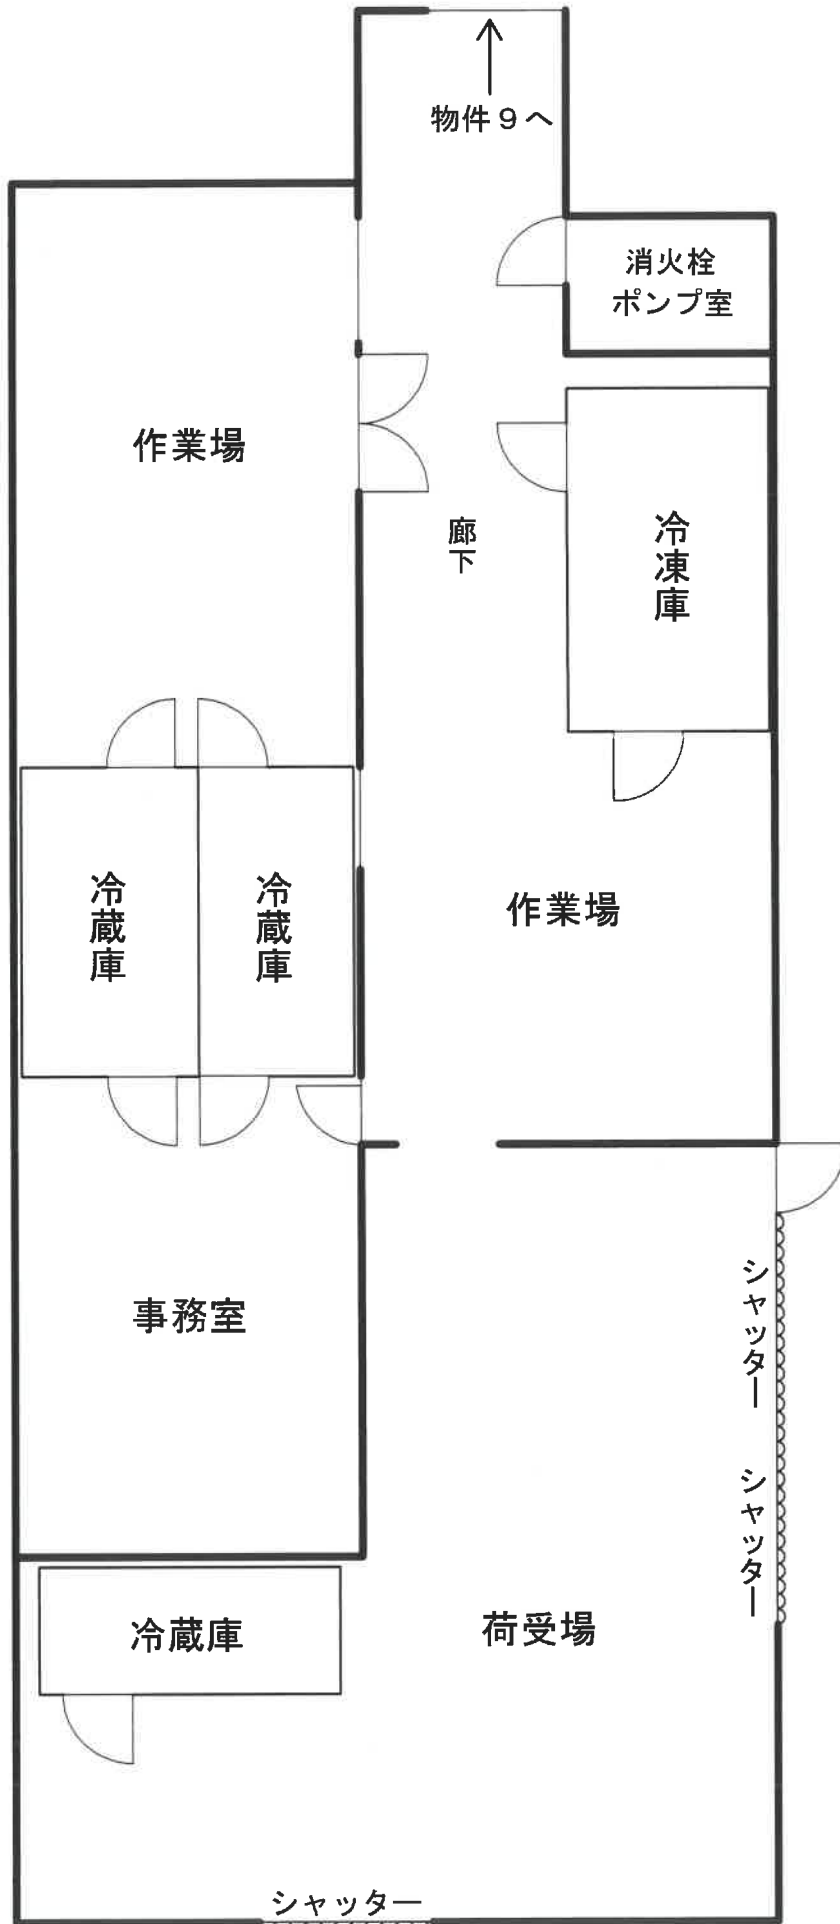 物件９へ
消火栓
ポンプ室
作業場
廊下
冷凍庫
冷蔵庫
冷蔵庫
作業場
事務室
シャッター
シャッター
冷蔵庫
荷受場
シャッター